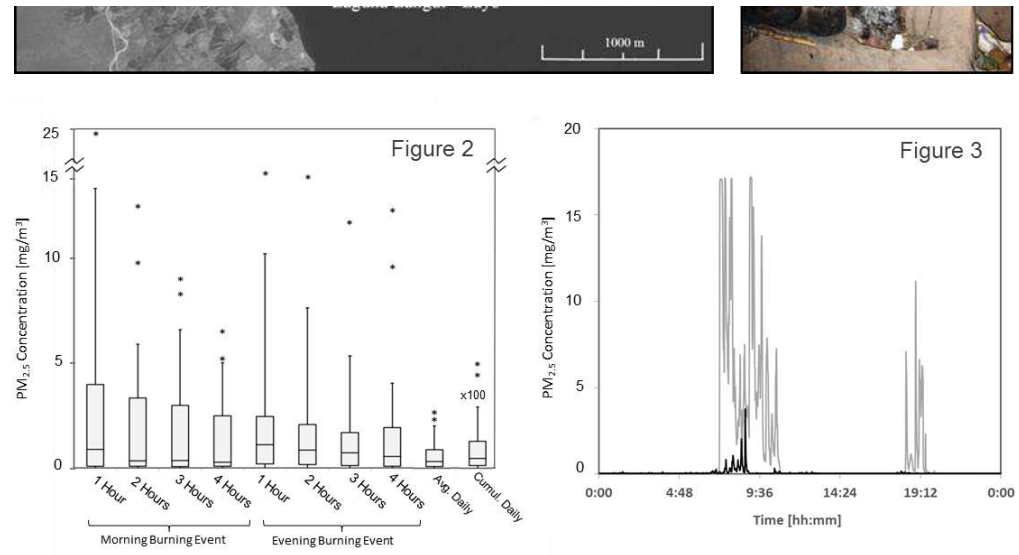 1000 m
Figure 2
25
15
10
5
0
PM2.5 Concentration [mg/m³]
x100
1 Hour
2 Hours
3 Hours
4 Hours
1 Hour
2 Hours
3 Hours
4 Hours
Avg. Daily
Cumul. Daily
Morning Burning Event
Evening Burning Event
Figure 3
20
15
10
5
0
PM2.5 Concentration [mg/m³]
0:00
4:48
9:36
14:24
19:12
0:00
Time [hh:mm]